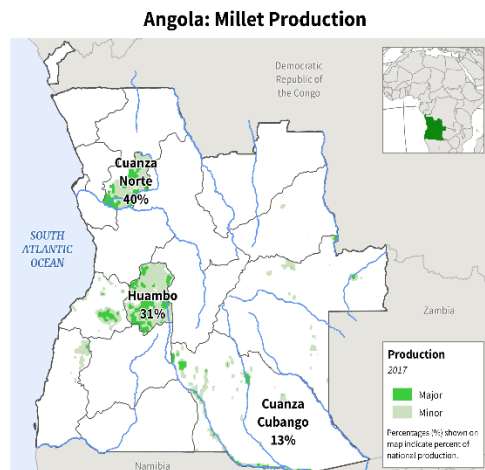 Angola: Millet Production
Democratic
Republic of
the Congo
Cuanza
Norte
40%
SOUTH
ATLANTIC
OCEAN
Huambo
31%
Zambia
Cuanza
Cubango
13%
Namibia
Production
2017
Major
Minor
Percentages (%) shown on
map indicate percent of
national production.